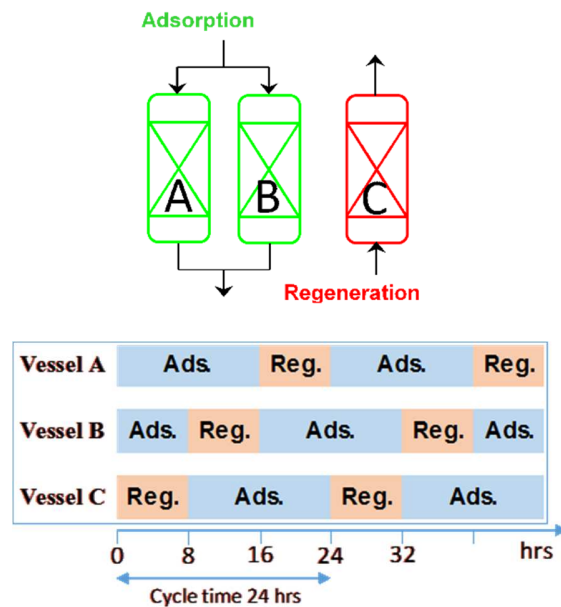 Adsorption
A B C
Regeneration
Vessel A Ads. Reg. Ads. Reg.
Vessel B Ads. Reg. Ads. Reg. Ads.
Vessel C Reg. Ads. Reg. Ads.
0 8 16 24 32 hrs
Cycle time 24 hrs